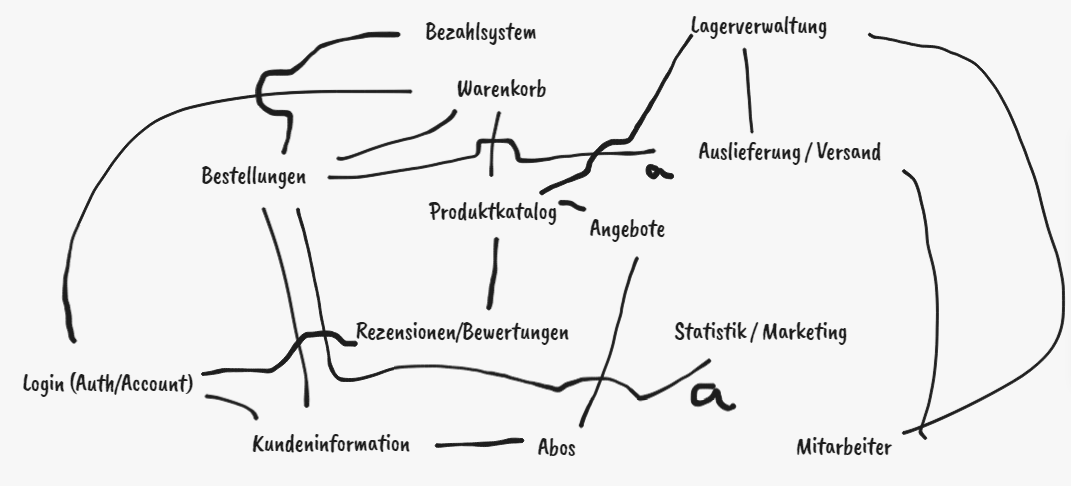 Bezahlsystem
Lagerverwaltung
Warenkorb
Auslieferung / Versand
a
Bestellungen
Produktkatalog
Angebote
Rezensionen/Bewertungen
Statistik / Marketing
Login (Auth/Account)
a
Kundeninformation
Abos
Mitarbeiter